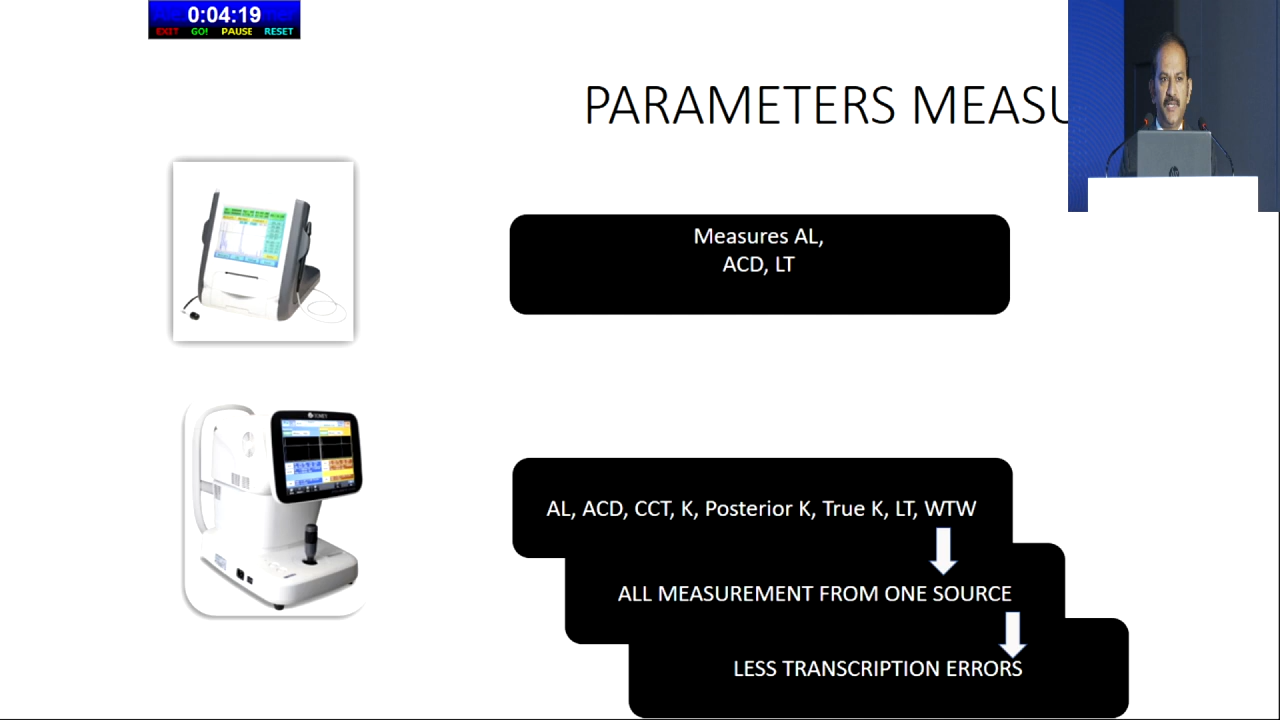 0:04:19
EXIT GO! PAUSE RESET
PARAMETERS MEASU
Measures AL,
ACD, LT
AL, ACD, CCT, K, Posterior K, True K, LT, WTW
ALL MEASUREMENT FROM ONE SOURCE
LESS TRANSCRIPTION ERRORS